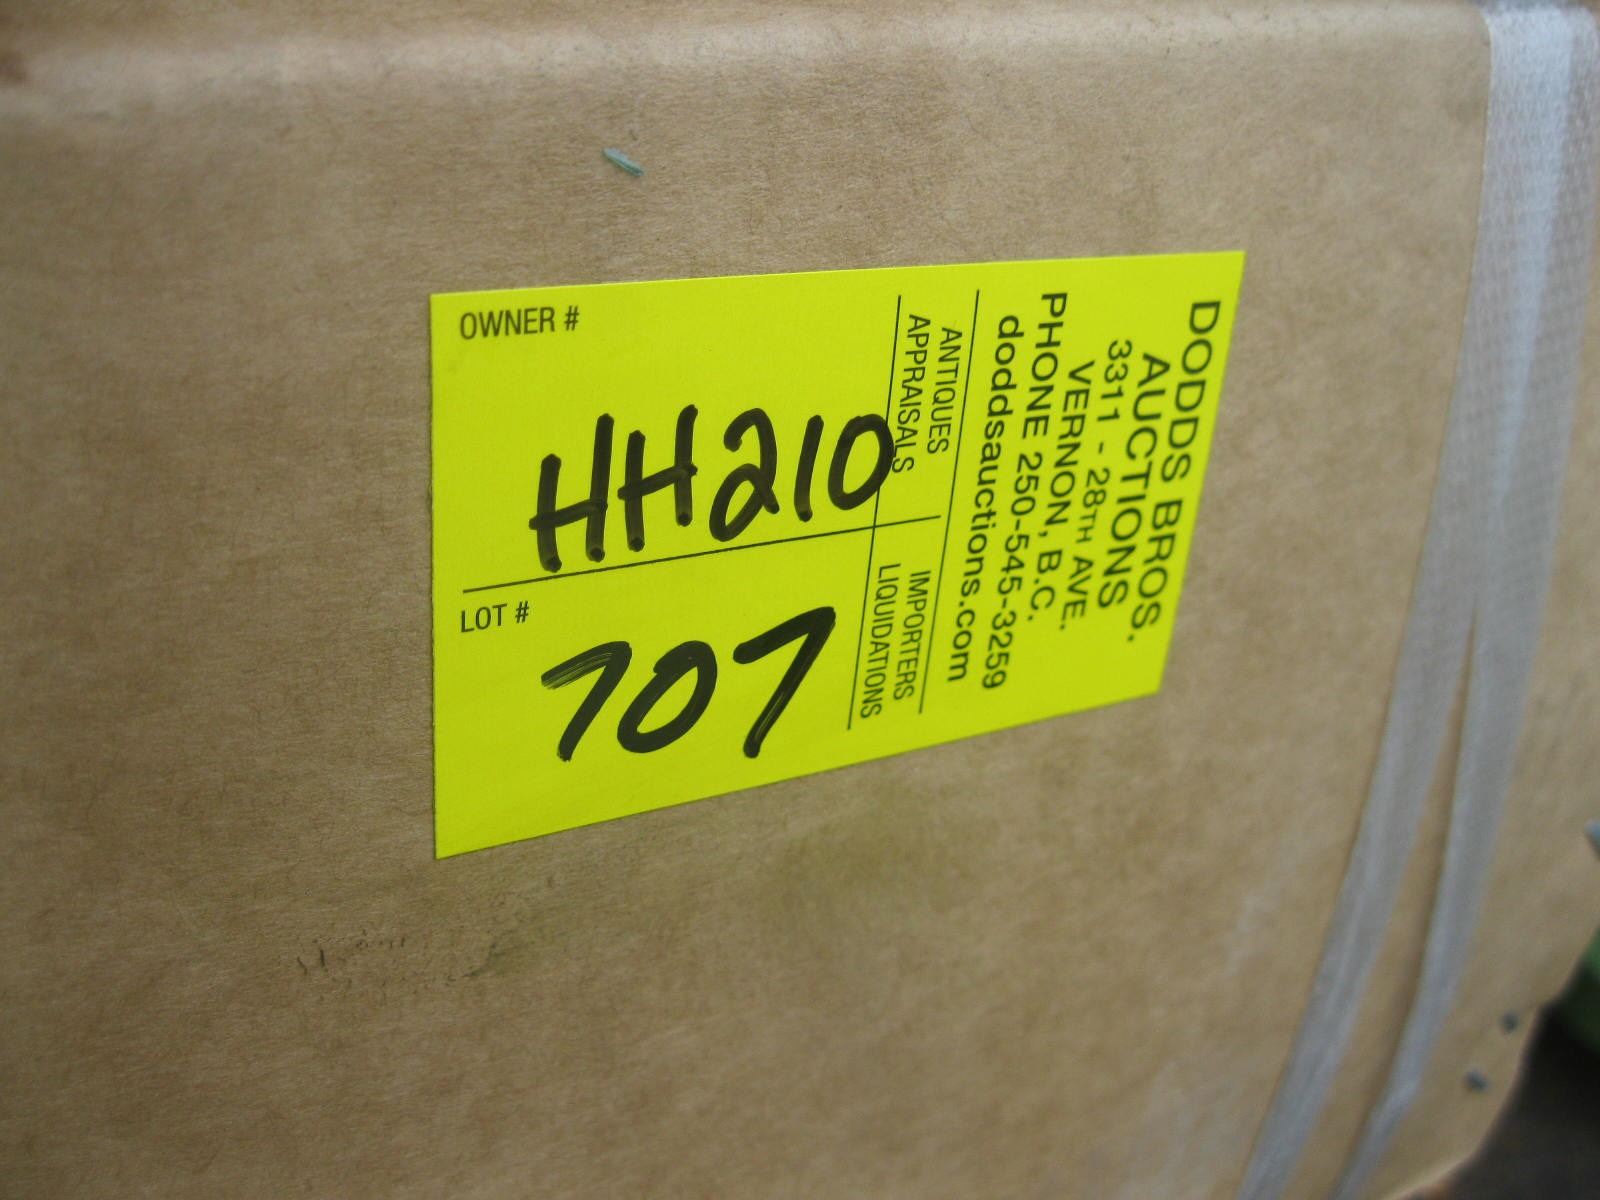 OWNER #
HH210
LOT #
707
DODDS BROS.
AUCTIONS
3311 - 28TH AVE.
VERNON, B.C.
PHONE 250-545-3259
doddsauctions.com
ANTIQUES
APPRAISALS
IMPORTERS
LIQUIDATIONS